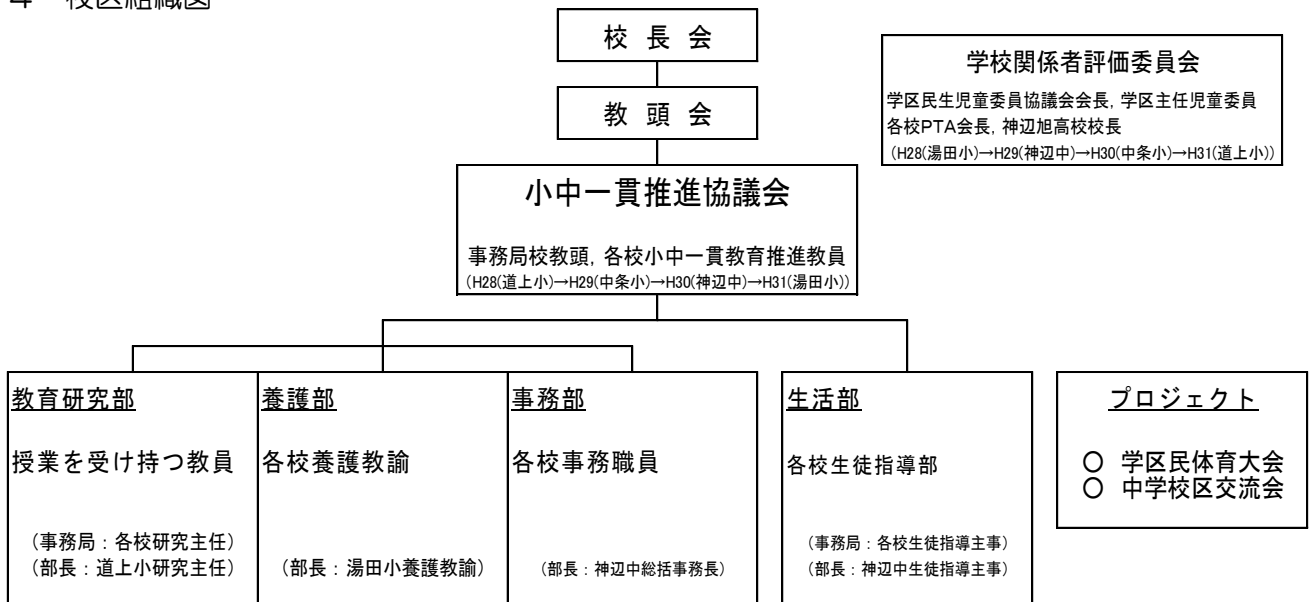 4 校区組織図
校 長 会
教 頭 会
学校関係者評価委員会
学区民生児童委員協議会会長, 学区主任児童委員
各校PTA会長, 神辺旭高校校長
(H28(湯田小)→H29(神辺中)→H30(中条小)→H31(道上小))
小中一貫推進協議会
事務局校教頭, 各校小中一貫教育推進教員
(H28(道上小)→H29(中条小)→H30(神辺中)→H31(湯田小))
教育研究部
授業を受け持つ教員
(事務局：各校研究主任)
(部長：道上小研究主任)
養護部
各校養護教諭
(部長：湯田小養護教諭)
事務部
各校事務職員
(部長：神辺中総括事務長)
生活部
各校生徒指導部
(事務局：各校生徒指導主事)
(部長：神辺中生徒指導主事)
プロジェクト
○ 学区民体育大会
○ 中学校区交流会